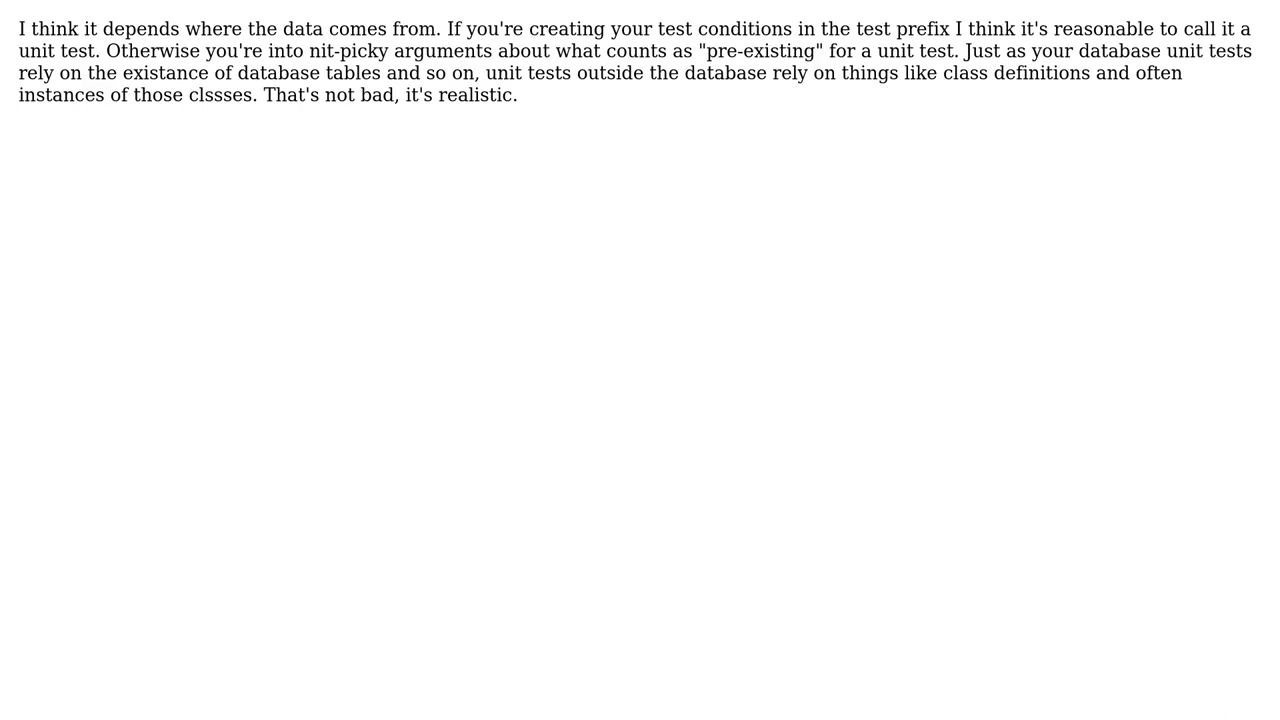 I think it depends where the data comes from. If you're creating your test conditions in the test prefix I think it's reasonable to call it a
unit test. Otherwise you're into nit-picky arguments about what counts as "pre-existing" for a unit test. Just as your database unit tests
rely on the existance of database tables and so on, unit tests outside the database rely on things like class definitions and often
instances of those clssses. That's not bad, it's realistic.